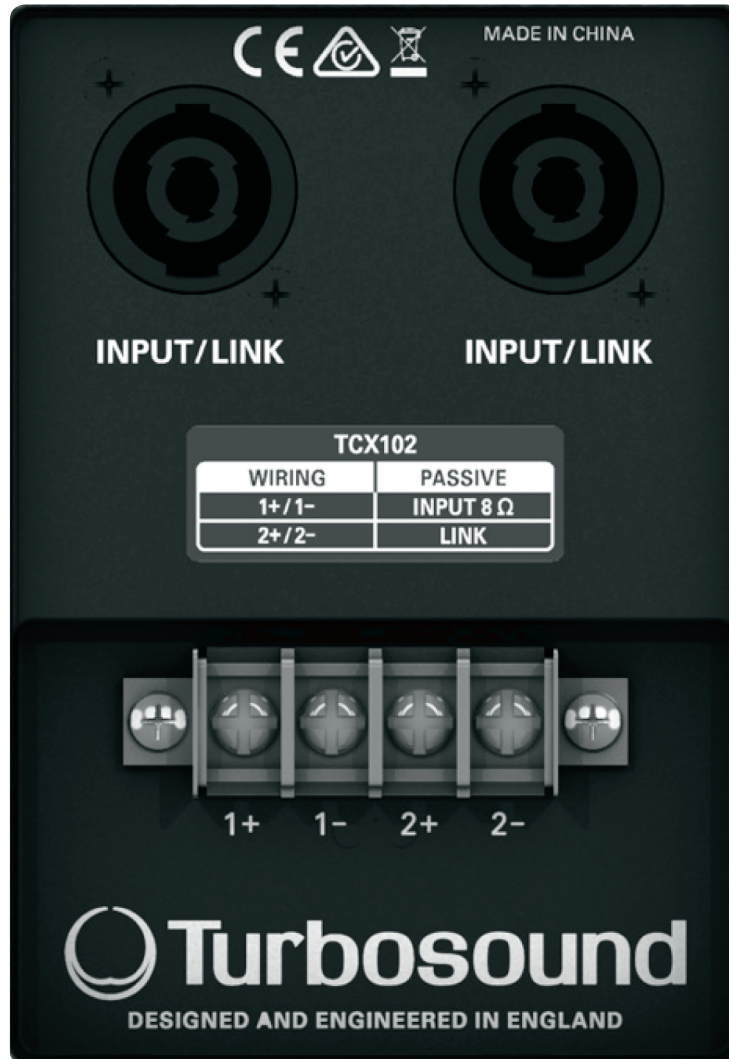 CE
MADE IN CHINA
INPUT/LINK
INPUT/LINK
TCX102
WIRING PASSIVE
1+/1- INPUT 8 Ω
2+/2- LINK
1+ 1- 2+ 2-
Turbosound
DESIGNED AND ENGINEERED IN ENGLAND